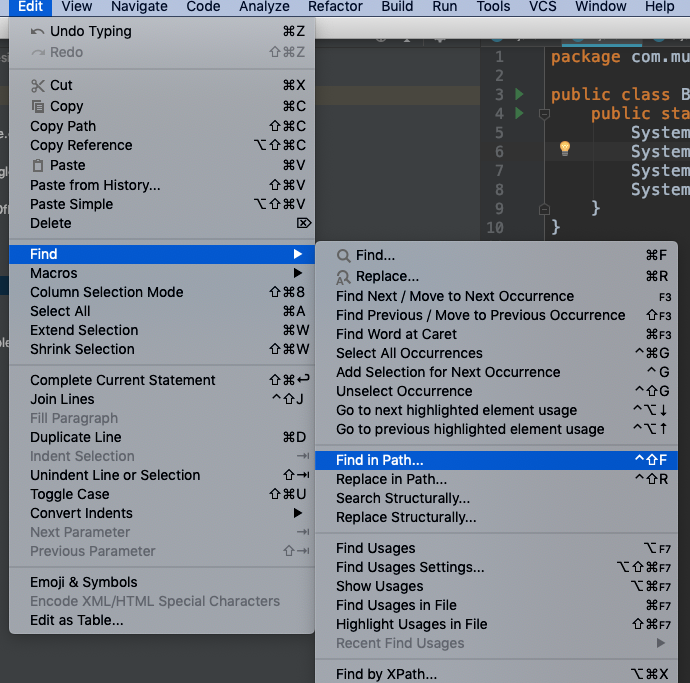 Edit View Navigate Code Analyze Refactor Build Run Tools VCS Window Help
Undo Typing ⌘Z
Redo ⇧⌘Z
Cut ⌘X
Copy ⌘C
Copy Path ⇧⌘C
Copy Reference ⌥⇧⌘C
Paste ⌘V
Paste from History... ⇧⌘V
Paste Simple ⌥⇧⌘V
Delete ⌦
Find ▶
Macros ▶
Column Selection Mode ⇧⌘8
Select All ⌘A
Extend Selection ⌘W
Shrink Selection ⇧⌘W
Complete Current Statement ⇧⌘↩
Join Lines ^⇧J
Fill Paragraph
Duplicate Line ⌘D
Indent Selection ⇥
Unindent Line or Selection ⇧⇥
Toggle Case ⇧⌘U
Convert Indents ▶
Next Parameter ⇥
Previous Parameter ⇧⇥
Emoji & Symbols
Encode XML/HTML Special Characters
Edit as Table...
1 package com.mu
2
3 public class B
4 public sta
5 System
6 System
7 System
8 System
9 }
10 }
Find... ⌘F
Replace... ⌘R
Find Next / Move to Next Occurrence F3
Find Previous / Move to Previous Occurrence ⇧F3
Find Word at Caret ⌘F3
Select All Occurrences ^⌘G
Add Selection for Next Occurrence ^G
Unselect Occurrence ^⇧G
Go to next highlighted element usage ^⌥↓
Go to previous highlighted element usage ^⌥↑
Find in Path... ^⇧F
Replace in Path... ^⇧R
Search Structurally...
Replace Structurally...
Find Usages ⌥F7
Find Usages Settings... ⌥⇧⌘F7
Show Usages ⌥⌘F7
Find Usages in File ⌘F7
Highlight Usages in File ⇧⌘F7
Recent Find Usages ▶
Find by XPath... ⌥⌘X